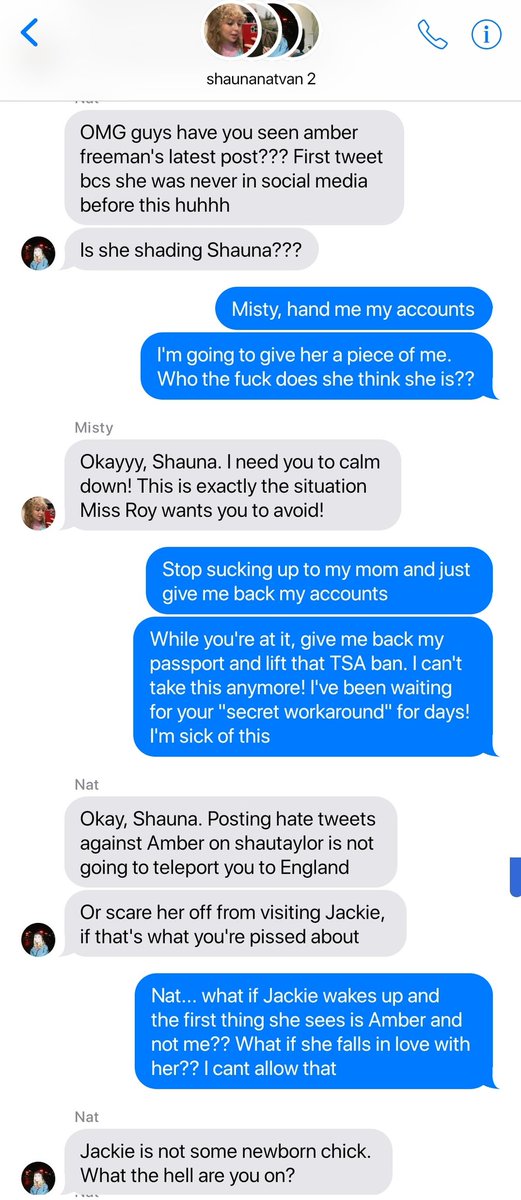 shaunanatvan 2
Nat
OMG guys have you seen amber
freeman's latest post??? First tweet
bcs she was never in social media
before this huhhh
Is she shading Shauna???
Misty, hand me my accounts
I'm going to give her a piece of me.
Who the fuck does she think she is??
Misty
Okayyy, Shauna. I need you to calm
down! This is exactly the situation
Miss Roy wants you to avoid!
Stop sucking up to my mom and just
give me back my accounts
While you're at it, give me back my
passport and lift that TSA ban. I can't
take this anymore! I've been waiting
for your "secret workaround" for days!
I'm sick of this
Nat
Okay, Shauna. Posting hate tweets
against Amber on shautaylor is not
going to teleport you to England
Or scare her off from visiting Jackie,
if that's what you're pissed about
Nat... what if Jackie wakes up and
the first thing she sees is Amber and
not me?? What if she falls in love with
her?? I cant allow that
Nat
Jackie is not some newborn chick.
What the hell are you on?
Nat